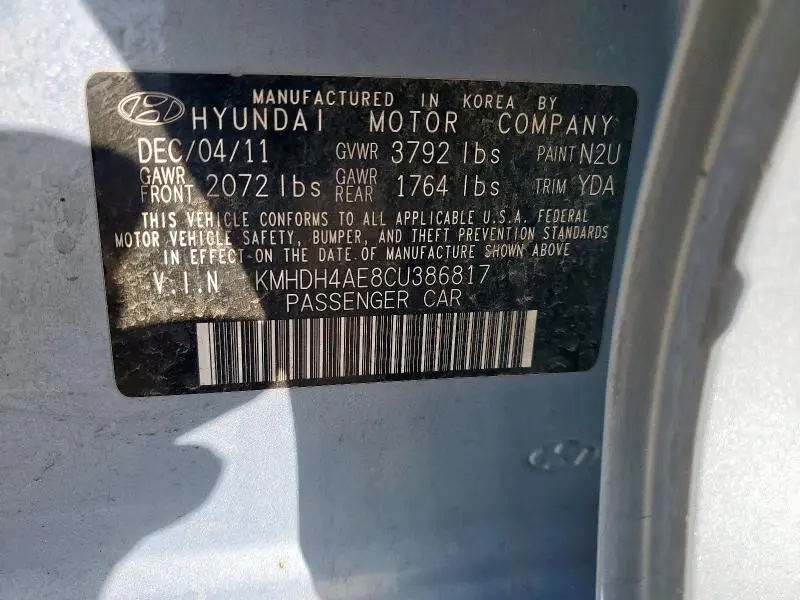 MANUFACTURED IN KOREA BY
HYUNDAI MOTOR COMPANY
DEC/04/11 GVWR 3792 lbs PAINT N2U
GAWR FRONT 2072 lbs GAWR REAR 1764 lbs TRIM YDA
THIS VEHICLE CONFORMS TO ALL APPLICABLE U.S.A. FEDERAL
MOTOR VEHICLE SAFETY, BUMPER, AND THEFT PREVENTION STANDARDS
IN EFFECT ON THE DATE OF MANUFACTURE SHOWN ABOVE
V.I.N KMHDH4AE8CU386817
PASSENGER CAR